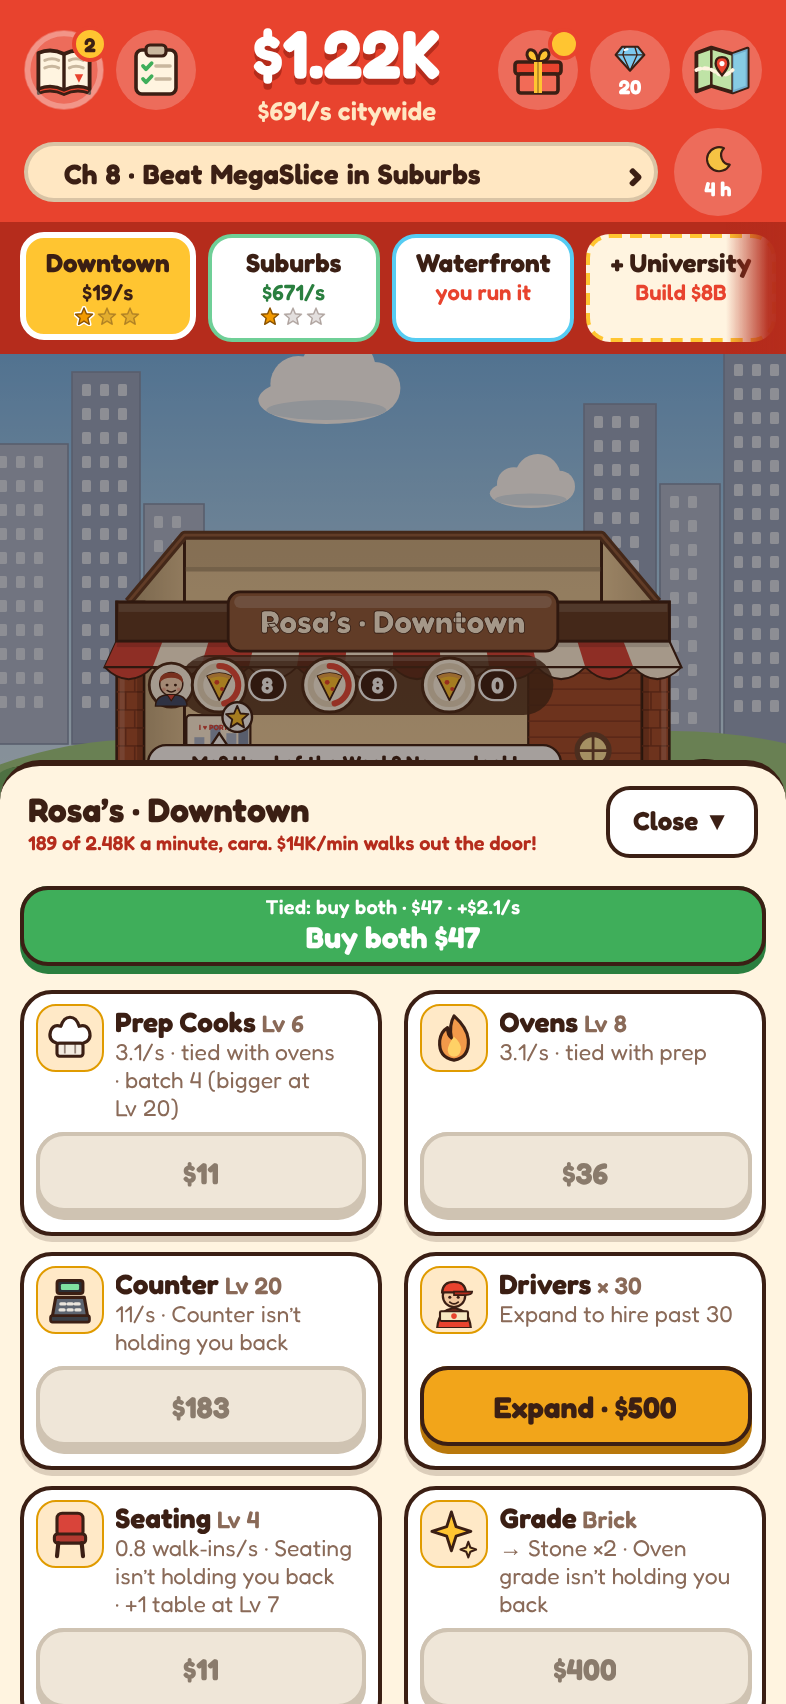 2
$1.22K
$691/s citywide
20
Ch 8 · Beat MegaSlice in Suburbs ›
4 h
Downtown
$19/s
Suburbs
$671/s
Waterfront
you run it
+ University
Build $8B
Rosa's · Downtown
8
8
0
Rosa's · Downtown
189 of 2.48K a minute, cara. $14K/min walks out the door!
Close ▼
Tied: buy both · $47 · +$2.1/s
Buy both $47
Prep Cooks Lv 6
3.1/s · tied with ovens
· batch 4 (bigger at
Lv 20)
$11
Ovens Lv 8
3.1/s · tied with prep
$36
Counter Lv 20
11/s · Counter isn't
holding you back
$183
Drivers × 30
Expand to hire past 30
Expand · $500
Seating Lv 4
0.8 walk-ins/s · Seating
isn't holding you back
· +1 table at Lv 7
$11
Grade Brick
→ Stone ×2 · Oven
grade isn't holding you
back
$400